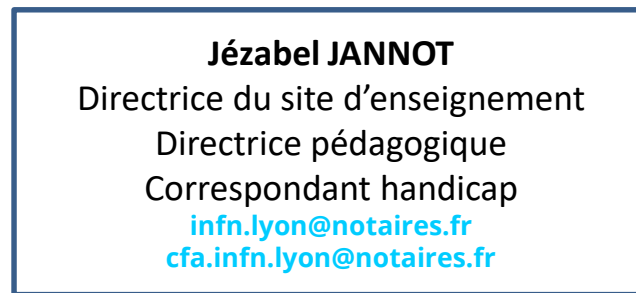 Jézabel JANNOT
Directrice du site d’enseignement
Directrice pédagogique
Correspondant handicap
infn.lyon@notaires.fr
cfa.infn.lyon@notaires.fr